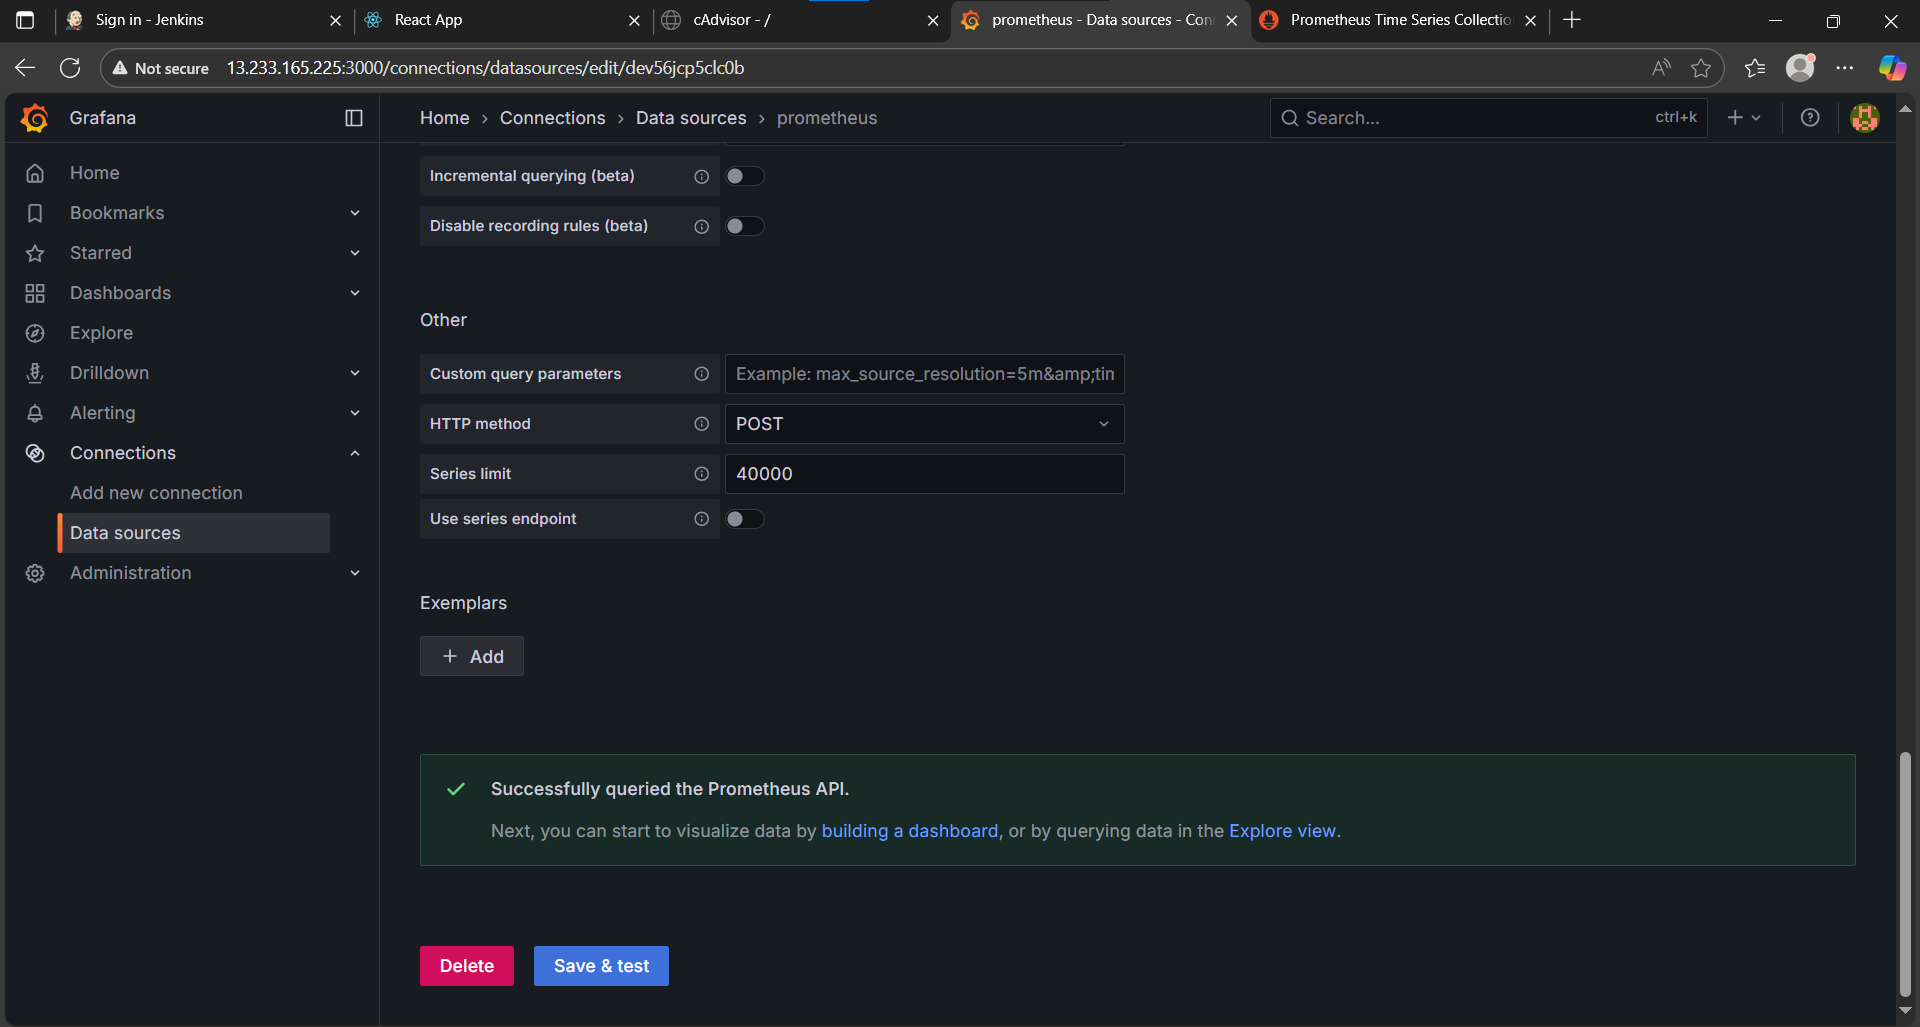 Sign in - Jenkins
React App
cAdvisor - /
prometheus - Data sources - Con
Prometheus Time Series Collectio
Not secure 13.233.165.225:3000/connections/datasources/edit/dev56jcp5clc0b
Grafana
Home › Connections › Data sources › prometheus
Search... ctrl+k
Home
Bookmarks
Starred
Dashboards
Explore
Drilldown
Alerting
Connections
Add new connection
Data sources
Administration
Incremental querying (beta)
Disable recording rules (beta)
Other
Custom query parameters Example: max_source_resolution=5m&amp;tim
HTTP method POST
Series limit 40000
Use series endpoint
Exemplars
+ Add
Successfully queried the Prometheus API.
Next, you can start to visualize data by building a dashboard, or by querying data in the Explore view.
Delete Save & test